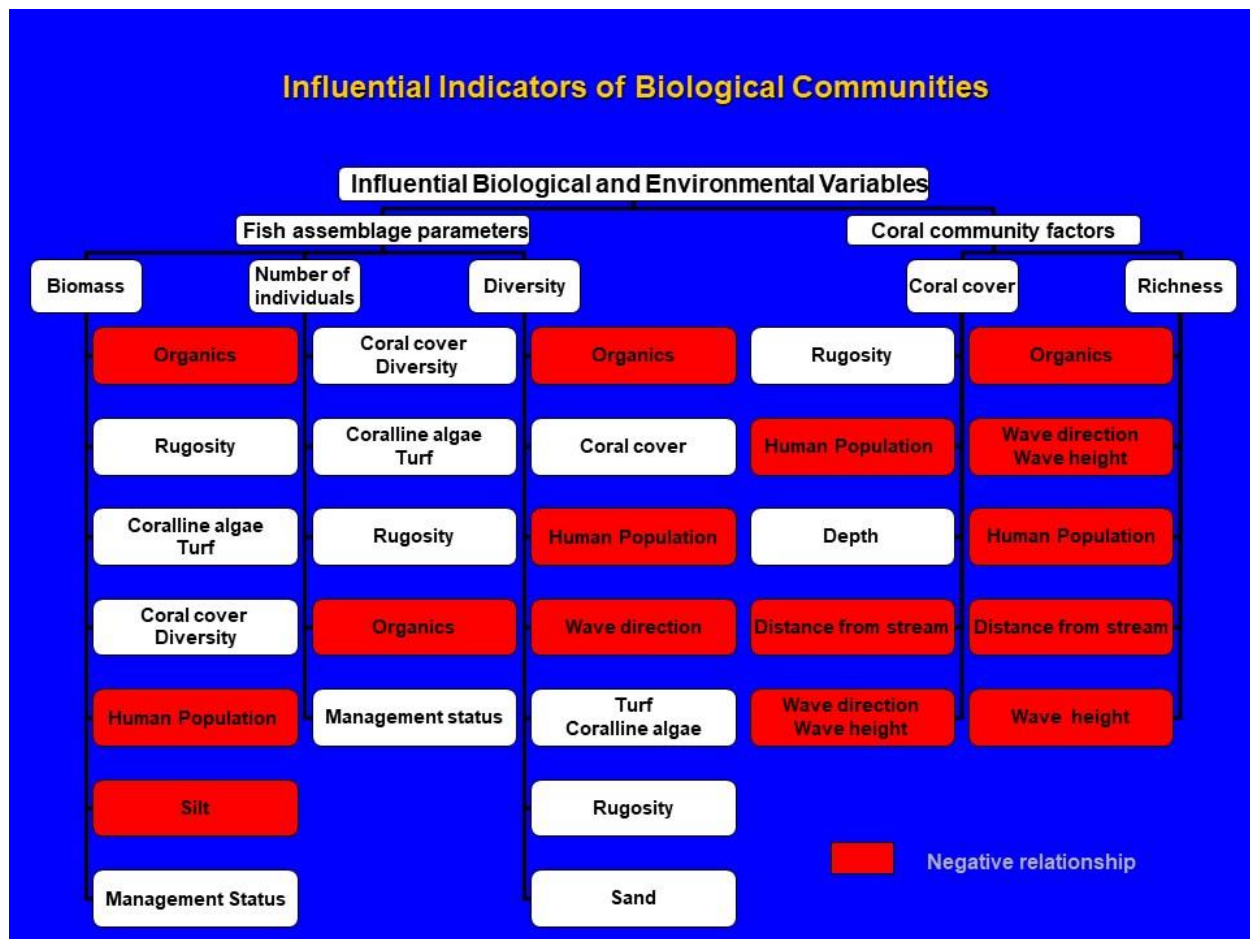 Influential Indicators of Biological Communities
Influential Biological and Environmental Variables
Fish assemblage parameters
Coral community factors
Biomass
Number of
individuals
Diversity
Coral cover
Richness
Organics
Rugosity
Coralline algae
Turf
Coral cover
Diversity
Human Population
Silt
Management Status
Coral cover
Diversity
Coralline algae
Turf
Rugosity
Organics
Management status
Organics
Coral cover
Human Population
Wave direction
Turf
Coralline algae
Rugosity
Sand
Rugosity
Human Population
Depth
Distance from stream
Wave direction
Wave height
Organics
Wave direction
Wave height
Human Population
Distance from stream
Wave height
Negative relationship